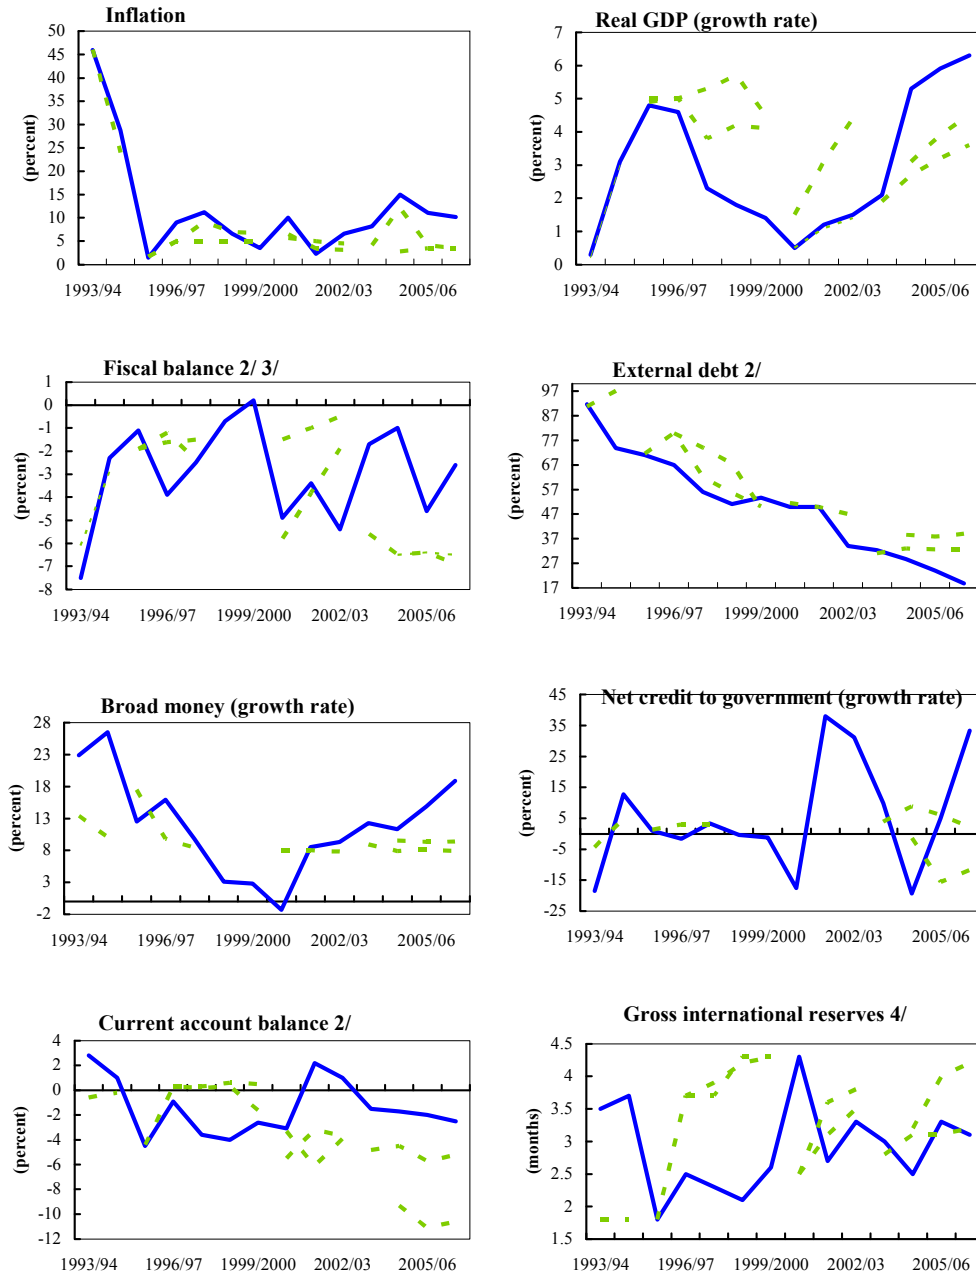 Inflation
50
45
40
35
30
25
20
15
10
5
0
(percent)
1993/94 1996/97 1999/2000 2002/03 2005/06
Real GDP (growth rate)
7
6
5
4
3
2
1
0
(percent)
1993/94 1996/97 1999/2000 2002/03 2005/06
Fiscal balance 2/ 3/
1
0
-1
-2
-3
-4
-5
-6
-7
-8
(percent)
1993/94 1996/97 1999/2000 2002/03 2005/06
External debt 2/
97
87
77
67
57
47
37
27
17
(percent)
1993/94 1996/97 1999/2000 2002/03 2005/06
Broad money (growth rate)
28
23
18
13
8
3
-2
(percent)
1993/94 1996/97 1999/2000 2002/03 2005/06
Net credit to government (growth rate)
45
35
25
15
5
-5
-15
-25
(percent)
1993/94 1996/97 1999/2000 2002/03 2005/06
Current account balance 2/
4
2
0
-2
-4
-6
-8
-10
-12
(percent)
1993/94 1996/97 1999/2000 2002/03 2005/06
Gross international reserves 4/
4.5
4
3.5
3
2.5
2
1.5
(months)
1993/94 1996/97 1999/2000 2002/03 2005/06